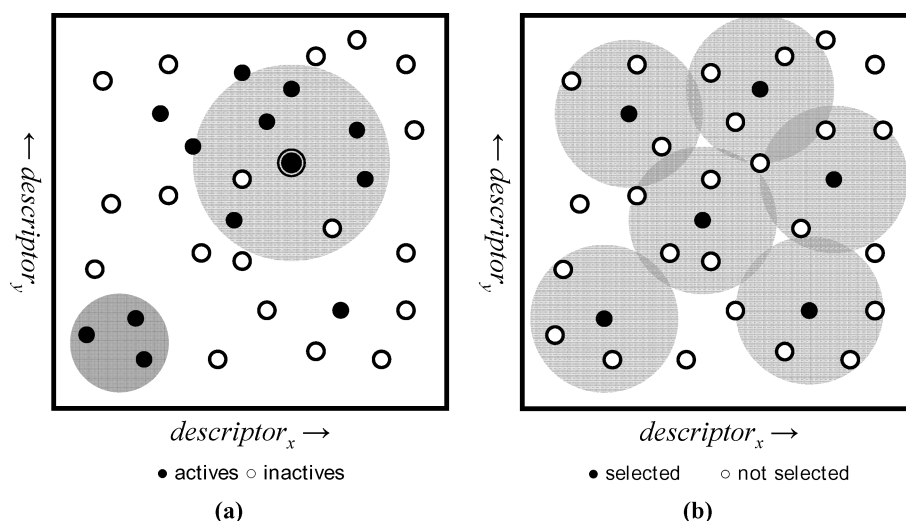 ← descriptor_y
descriptor_x →
● actives ○ inactives
(a)
← descriptor_y
descriptor_x →
● selected ○ not selected
(b)